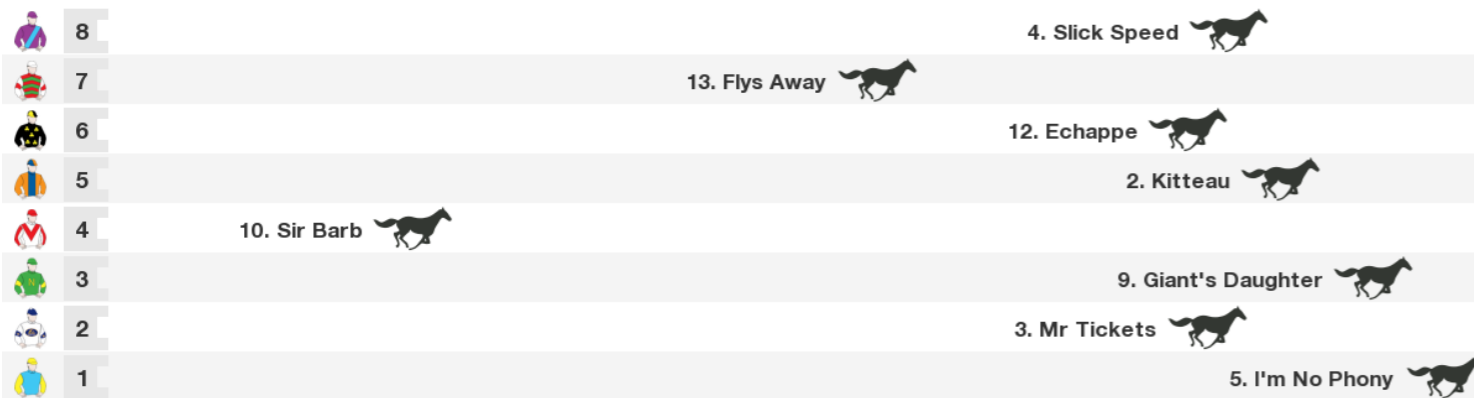 8 4. Slick Speed
7 13. Flys Away
6 12. Echappe
5 2. Kitteau
4 10. Sir Barb
3 N 9. Giant's Daughter
2 3. Mr Tickets
1 5. I'm No Phony